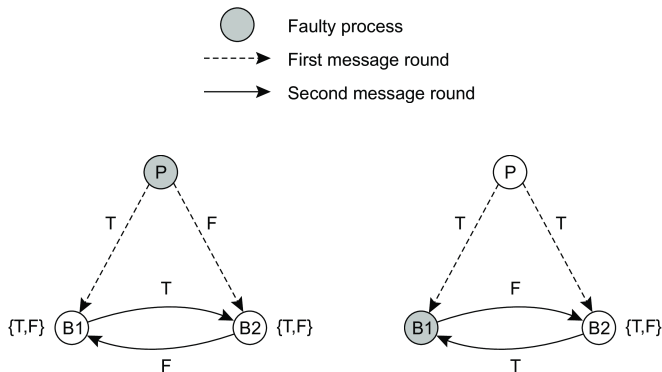 Faulty process
First message round
Second message round
P
P
T
F
T
T
T
F
{T,F}
B1
B2
{T,F}
B1
B2
{T,F}
F
T